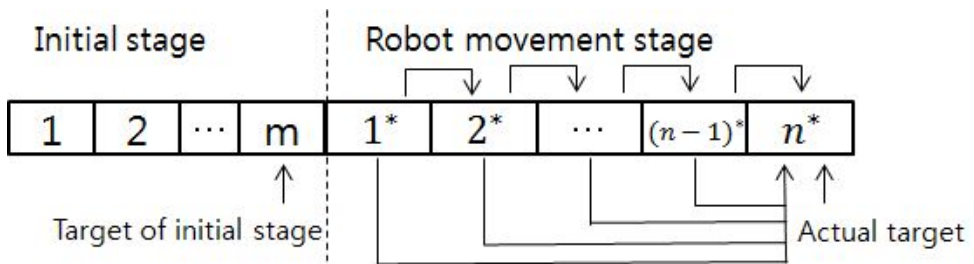 Initial stage Robot movement stage
1 2 ⋯ m 1* 2* ⋯ (n − 1)* n*
Target of initial stage Actual target